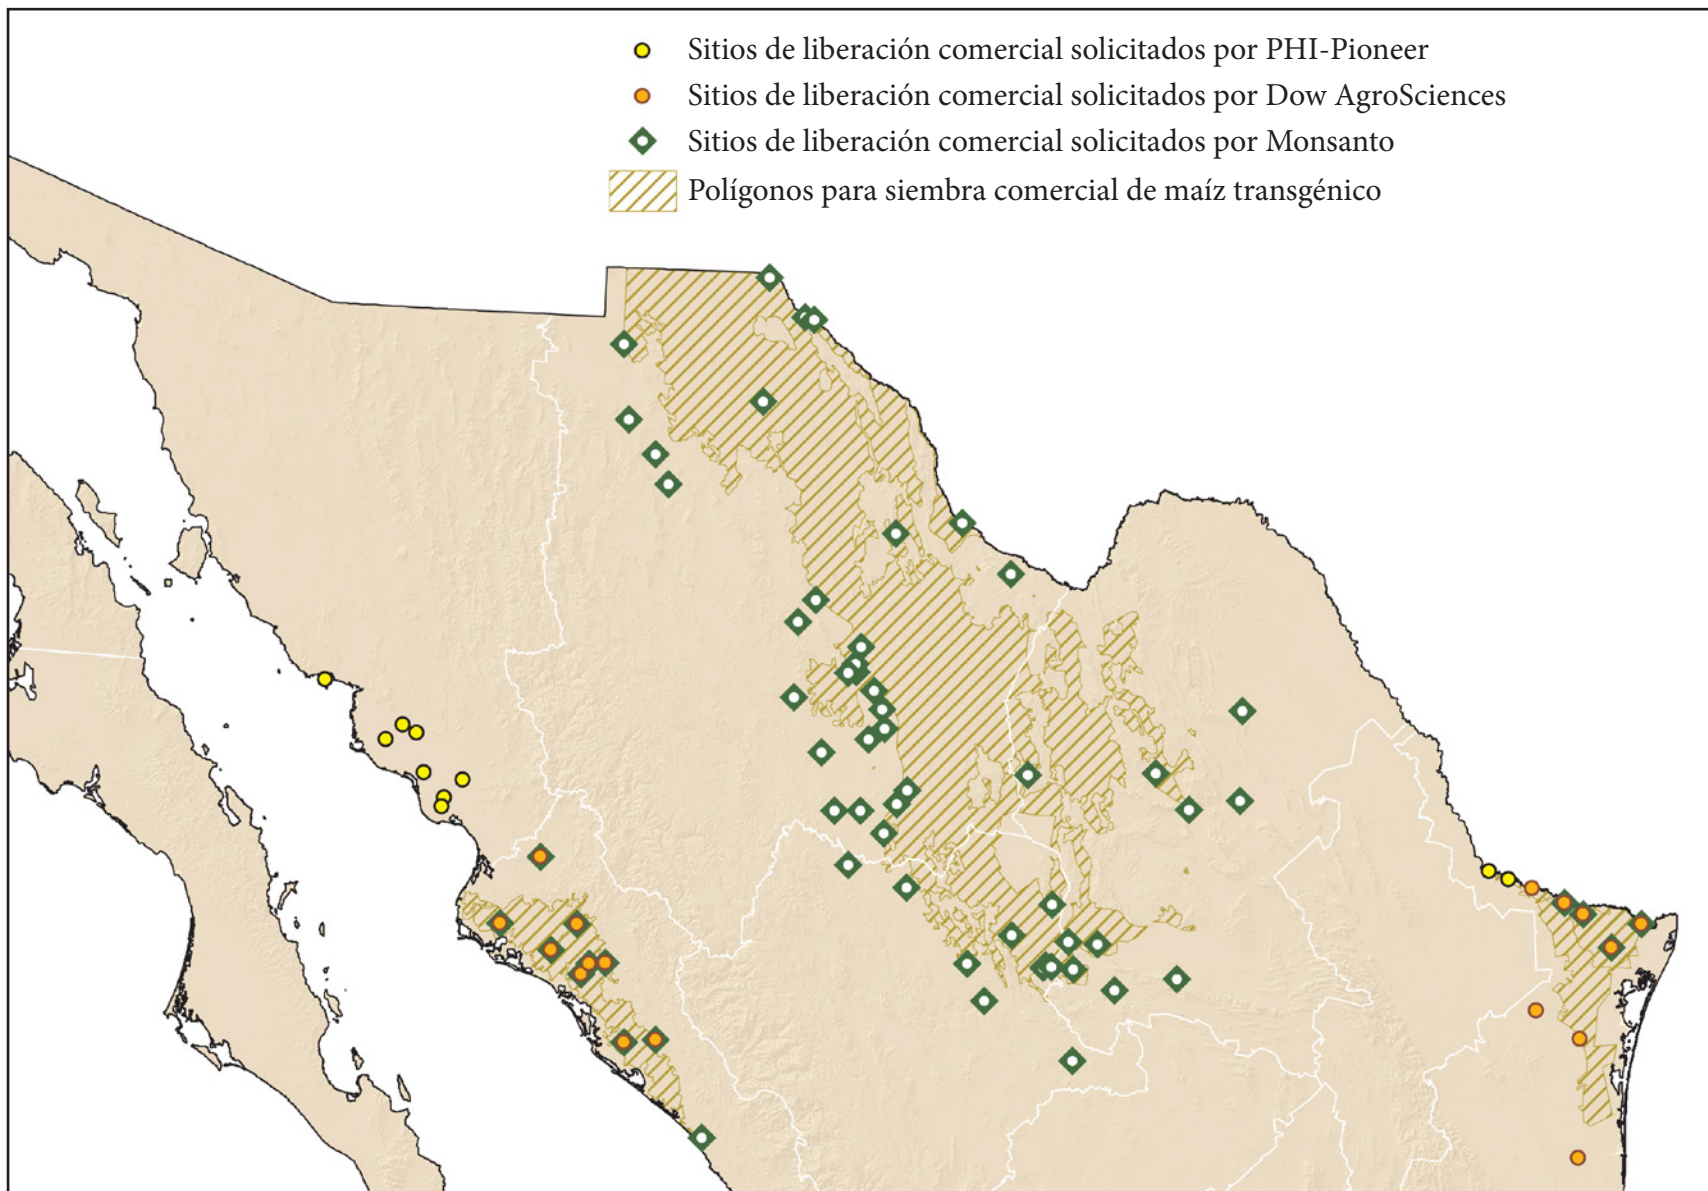 Sitios de liberación comercial solicitados por PHI-Pioneer
Sitios de liberación comercial solicitados por Dow AgroSciences
Sitios de liberación comercial solicitados por Monsanto
Polígonos para siembra comercial de maíz transgénico